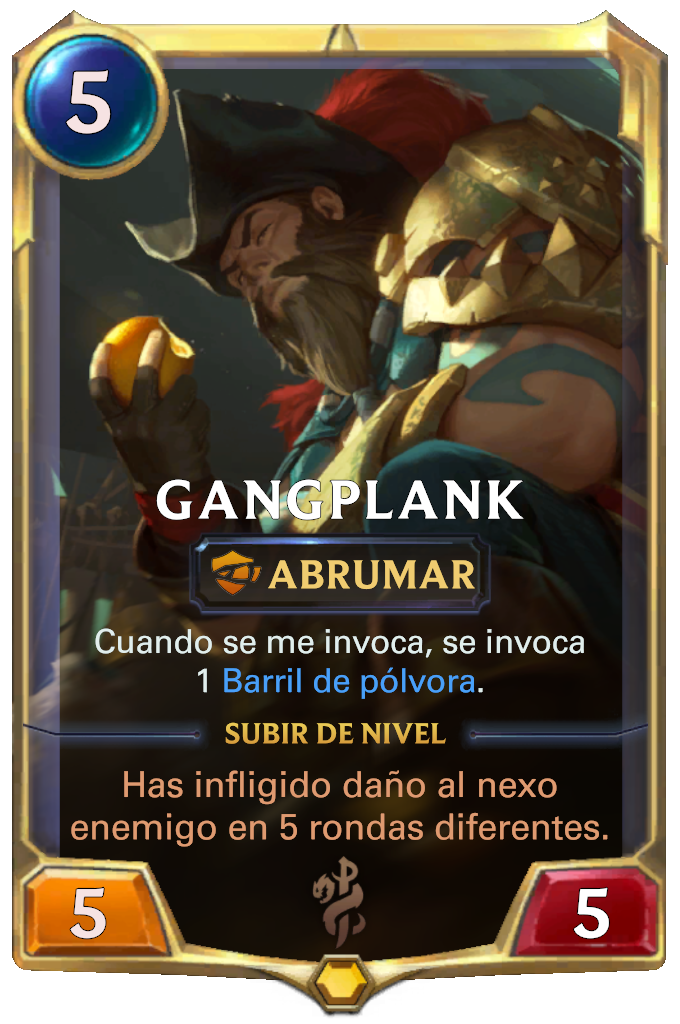 5
GANGPLANK
ABRUMAR
Cuando se me invoca, se invoca
1 Barril de pólvora.
SUBIR DE NIVEL
Has infligido daño al nexo
enemigo en 5 rondas diferentes.
5
5